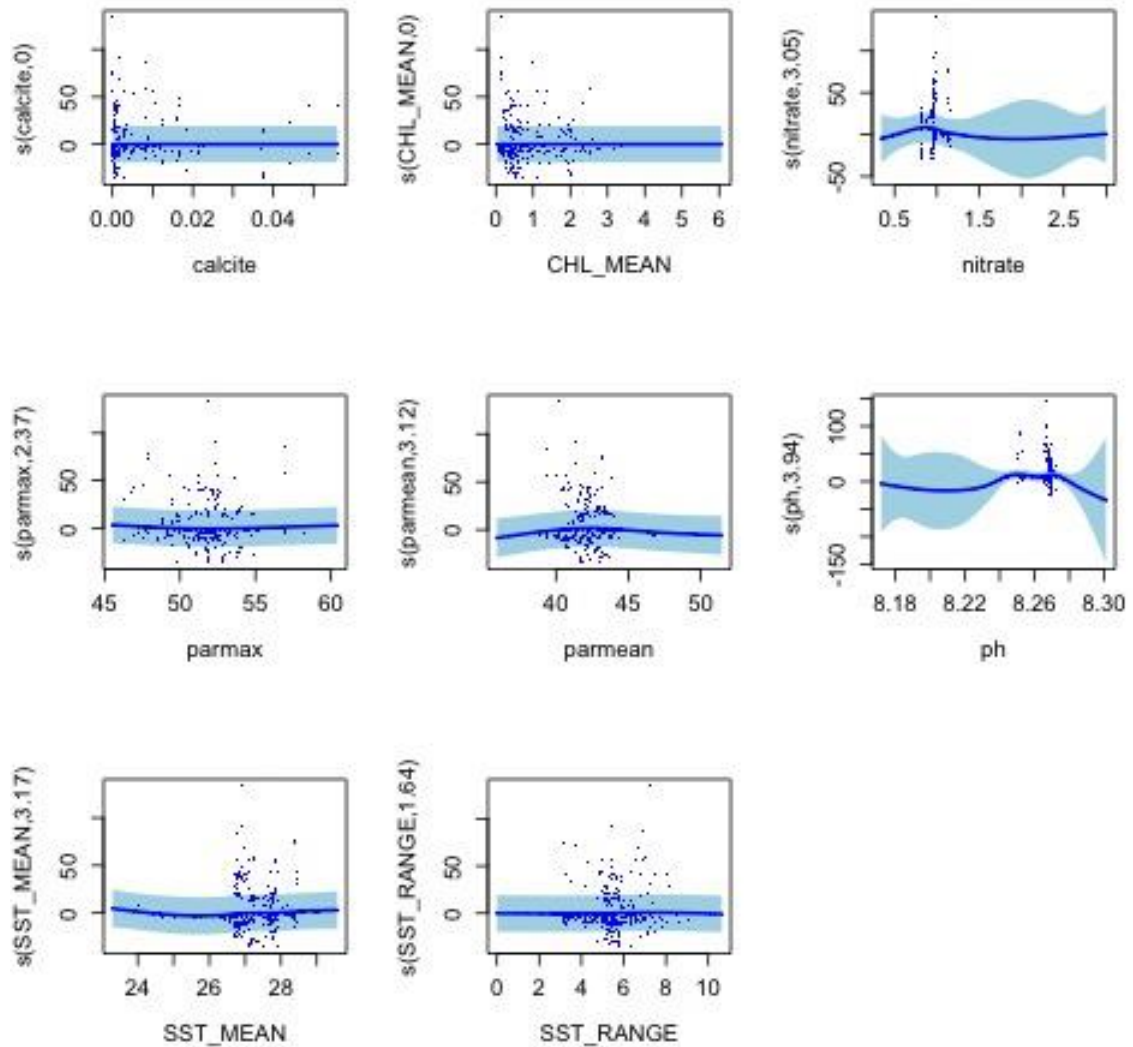 s(calcite,0)
50
0
0.00 0.02 0.04
calcite
s(CHL_MEAN,0)
50
0
0 1 2 3 4 5 6
CHL_MEAN
s(nitrate,3.05)
50
-50
0.5 1.5 2.5
nitrate
s(parmax,2.37)
50
0
45 50 55 60
parmax
s(parmean,3.12)
50
0
40 45 50
parmean
s(ph,3.94)
100
0
-150
8.18 8.22 8.26 8.30
ph
s(SST_MEAN,3.17)
50
0
24 26 28
SST_MEAN
s(SST_RANGE,1.64)
50
0
0 2 4 6 8 10
SST_RANGE